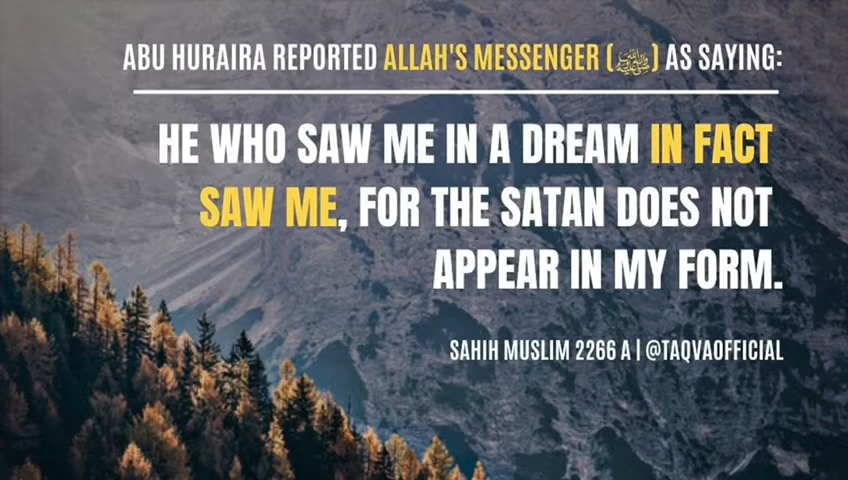 ABU HURAIRA REPORTED ALLAH'S MESSENGER (ﷺ) AS SAYING:
HE WHO SAW ME IN A DREAM IN FACT
SAW ME, FOR THE SATAN DOES NOT
APPEAR IN MY FORM.
SAHIH MUSLIM 2266 A | @TAQVAOFFICIAL